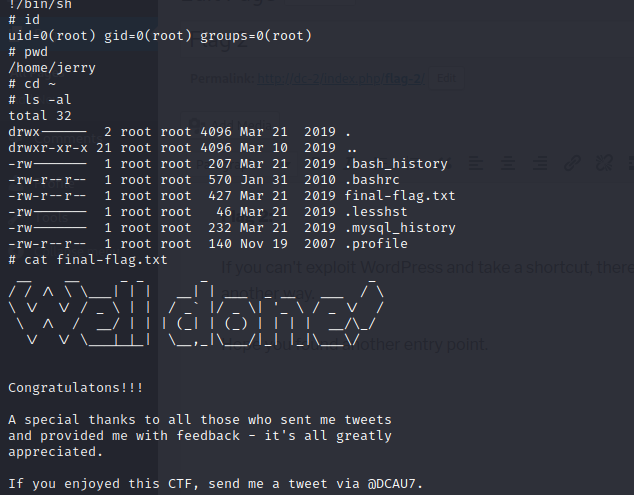 !/bin/sh
# id
uid=0(root) gid=0(root) groups=0(root)
# pwd
/home/jerry
# cd ~
# ls -al
total 32
drwx------  2 root root 4096 Mar 21  2019 .
drwxr-xr-x 21 root root 4096 Mar 10  2019 ..
-rw-------  1 root root  207 Mar 21  2019 .bash_history
-rw-r--r--  1 root root  570 Jan 31  2010 .bashrc
-rw-r--r--  1 root root  427 Mar 21  2019 final-flag.txt
-rw-------  1 root root   46 Mar 21  2019 .lesshst
-rw-------  1 root root  232 Mar 21  2019 .mysql_history
-rw-r--r--  1 root root  140 Nov 19  2007 .profile
# cat final-flag.txt
Well done!
Congratulatons!!!
A special thanks to all those who sent me tweets
and provided me with feedback - it's all greatly
appreciated.
If you enjoyed this CTF, send me a tweet via @DCAU7.
Flag 2
Permalink:
If you can't exploit WordPress and take a shortcut, there
another way.
another entry point.